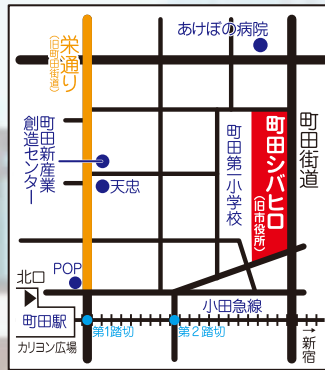 あけぼの病院
栄通り
(旧町田街道)
町田街道
町田新産業
創造センター
天忠
町田第一小学校
町田シバヒロ
(旧市役所)
POP
北口
町田駅
カリヨン広場
小田急線
第1踏切
第2踏切
→新宿